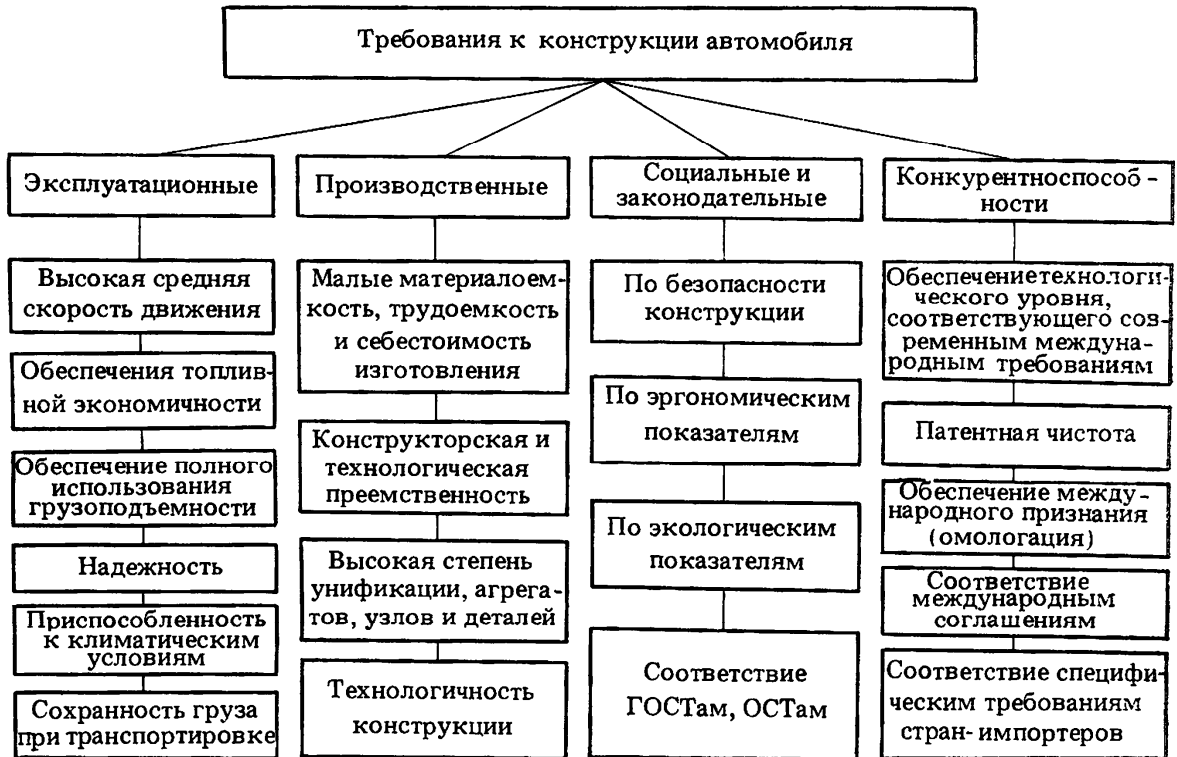 Требования к конструкции автомобиля
Эксплуатационные
Высокая средняя
скорость движения
Обеспечения топлив-
ной экономичности
Обеспечение полного
использования
грузоподъемности
Надежность
Приспособленность
к климатическим
условиям
Сохранность груза
при транспортировке
Производственные
Малые материалоем-
кость, трудоемкость
и себестоимость
изготовления
Конструкторская и
технологическая
преемственность
Высокая степень
унификации, агрега-
тов, узлов и деталей
Технологичность
конструкции
Социальные и
законодательные
По безопасности
конструкции
По эргономическим
показателям
По экологическим
показателям
Соответствие
ГОСТам, ОСТам
Конкурентноспособ-
ности
Обеспечение технологи-
ческого уровня,
соответствующего сов-
ременным междуна-
родным требованиям
Патентная чистота
Обеспечение между-
народного признания
(омологация)
Соответствие
международным
соглашениям
Соответствие специфи-
ческим требованиям
стран-импортеров